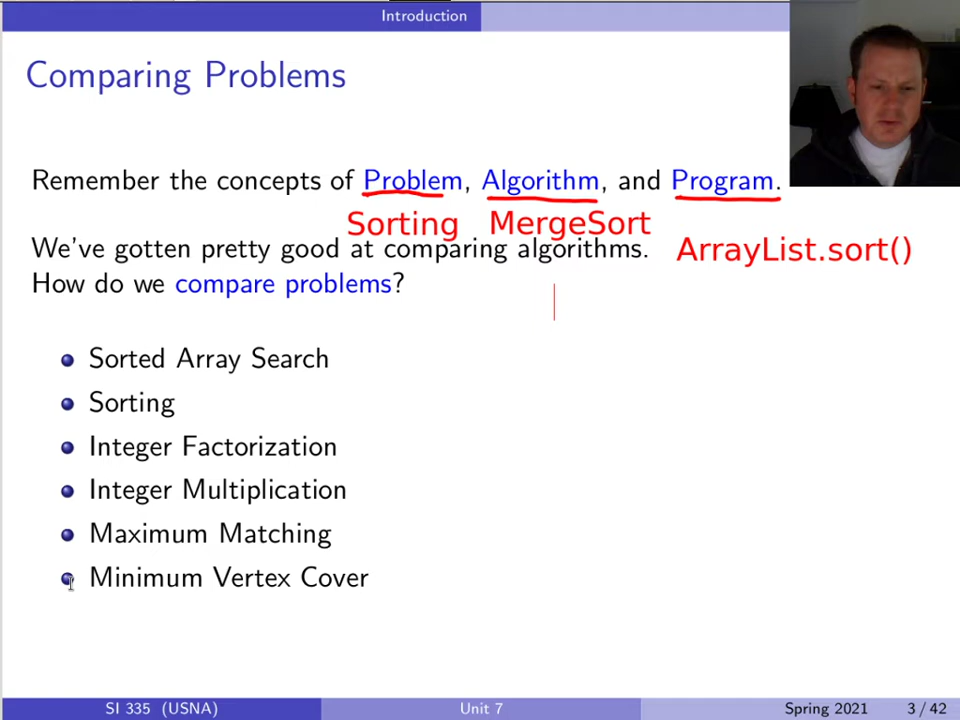 Introduction
Comparing Problems
Remember the concepts of Problem, Algorithm, and Program.
Sorting MergeSort
We've gotten pretty good at comparing algorithms. ArrayList.sort()
How do we compare problems?
Sorted Array Search
Sorting
Integer Factorization
Integer Multiplication
Maximum Matching
Minimum Vertex Cover
SI 335 (USNA) Unit 7 Spring 2021 3 / 42